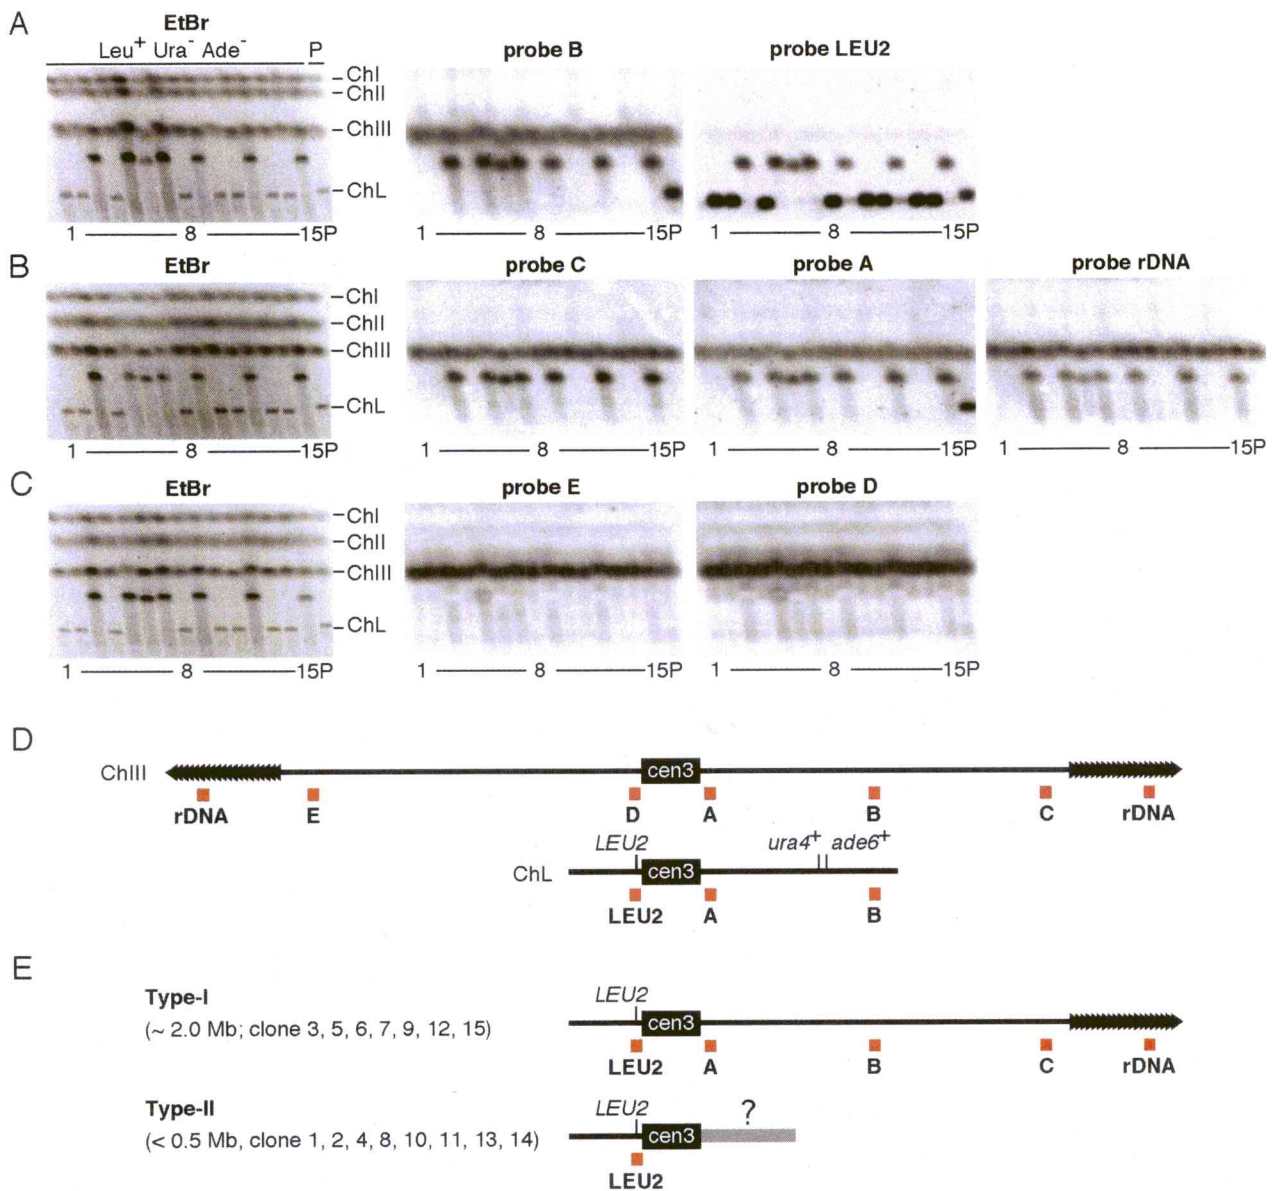 A
EtBr
Leu+ Ura- Ade- P
ChI
ChII
ChIII
ChL
1 8 15P
probe B
1 8 15P
probe LEU2
1 8 15P
B
EtBr
ChI
ChII
ChIII
ChL
1 8 15P
probe C
1 8 15P
probe A
1 8 15P
probe rDNA
1 8 15P
C
EtBr
ChI
ChII
ChIII
ChL
1 8 15P
probe E
1 8 15P
probe D
1 8 15P
D
ChIII cen3
rDNA E D A B C rDNA
LEU2 ura4+ ade6+
ChL cen3
LEU2 A B
E
Type-I
(~ 2.0 Mb; clone 3, 5, 6, 7, 9, 12, 15)
LEU2
cen3
LEU2 A B C rDNA
Type-II
(< 0.5 Mb, clone 1, 2, 4, 8, 10, 11, 13, 14)
LEU2 ?
cen3
LEU2